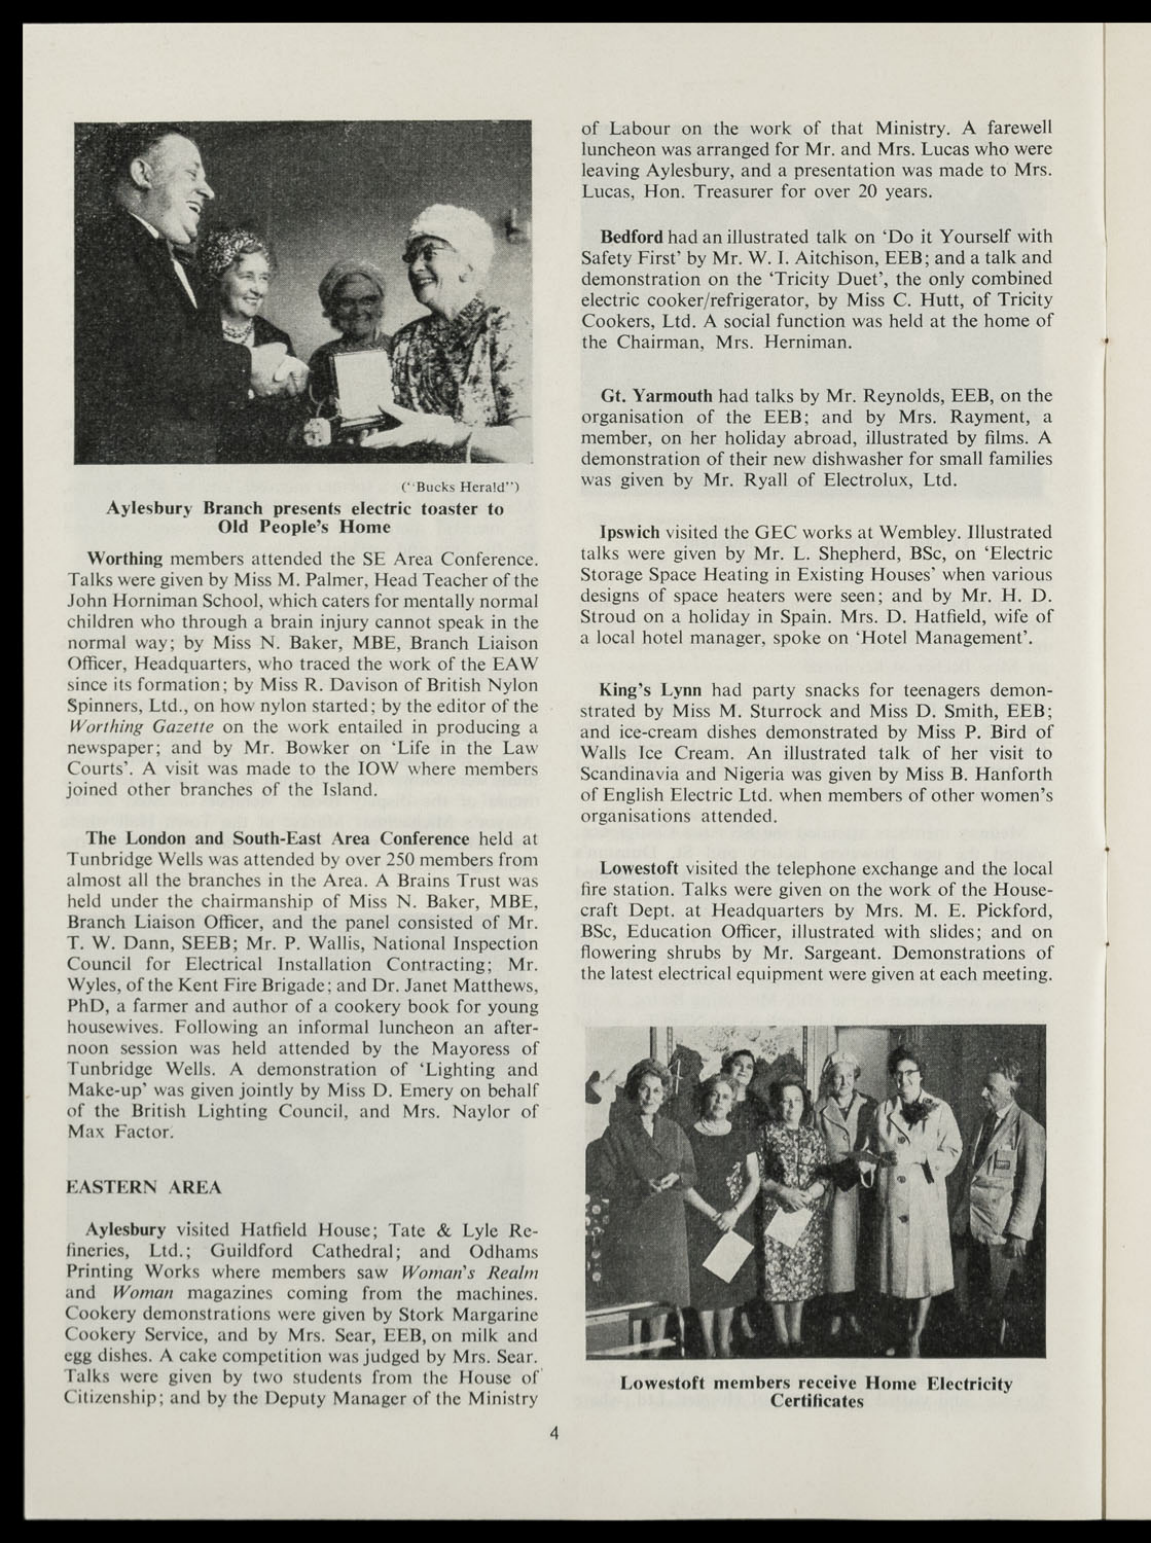 ("Bucks Herald")
Aylesbury Branch presents electric toaster to
Old People's Home
Worthing members attended the SE Area Conference.
Talks were given by Miss M. Palmer, Head Teacher of the
John Horniman School, which caters for mentally normal
children who through a brain injury cannot speak in the
normal way; by Miss N. Baker, MBE, Branch Liaison
Officer, Headquarters, who traced the work of the EAW
since its formation; by Miss R. Davison of British Nylon
Spinners, Ltd., on how nylon started; by the editor of the
Worthing Gazette on the work entailed in producing a
newspaper; and by Mr. Bowker on 'Life in the Law
Courts'. A visit was made to the IOW where members
joined other branches of the Island.
The London and South-East Area Conference held at
Tunbridge Wells was attended by over 250 members from
almost all the branches in the Area. A Brains Trust was
held under the chairmanship of Miss N. Baker, MBE,
Branch Liaison Officer, and the panel consisted of Mr.
T. W. Dann, SEEB; Mr. P. Wallis, National Inspection
Council for Electrical Installation Contracting; Mr.
Wyles, of the Kent Fire Brigade; and Dr. Janet Matthews,
PhD, a farmer and author of a cookery book for young
housewives. Following an informal luncheon an after-
noon session was held attended by the Mayoress of
Tunbridge Wells. A demonstration of 'Lighting and
Make-up' was given jointly by Miss D. Emery on behalf
of the British Lighting Council, and Mrs. Naylor of
Max Factor.
EASTERN AREA
Aylesbury visited Hatfield House; Tate & Lyle Re-
fineries, Ltd.; Guildford Cathedral; and Odhams
Printing Works where members saw Woman's Realm
and Woman magazines coming from the machines.
Cookery demonstrations were given by Stork Margarine
Cookery Service, and by Mrs. Sear, EEB, on milk and
egg dishes. A cake competition was judged by Mrs. Sear.
Talks were given by two students from the House of
Citizenship; and by the Deputy Manager of the Ministry
of Labour on the work of that Ministry. A farewell
luncheon was arranged for Mr. and Mrs. Lucas who were
leaving Aylesbury, and a presentation was made to Mrs.
Lucas, Hon. Treasurer for over 20 years.
Bedford had an illustrated talk on 'Do it Yourself with
Safety First' by Mr. W. I. Aitchison, EEB; and a talk and
demonstration on the 'Tricity Duet', the only combined
electric cooker/refrigerator, by Miss C. Hutt, of Tricity
Cookers, Ltd. A social function was held at the home of
the Chairman, Mrs. Herniman.
Gt. Yarmouth had talks by Mr. Reynolds, EEB, on the
organisation of the EEB; and by Mrs. Rayment, a
member, on her holiday abroad, illustrated by films. A
demonstration of their new dishwasher for small families
was given by Mr. Ryall of Electrolux, Ltd.
Ipswich visited the GEC works at Wembley. Illustrated
talks were given by Mr. L. Shepherd, BSc, on 'Electric
Storage Space Heating in Existing Houses' when various
designs of space heaters were seen; and by Mr. H. D.
Stroud on a holiday in Spain. Mrs. D. Hatfield, wife of
a local hotel manager, spoke on 'Hotel Management'.
King's Lynn had party snacks for teenagers demon-
strated by Miss M. Sturrock and Miss D. Smith, EEB;
and ice-cream dishes demonstrated by Miss P. Bird of
Walls Ice Cream. An illustrated talk of her visit to
Scandinavia and Nigeria was given by Miss B. Hanforth
of English Electric Ltd. when members of other women's
organisations attended.
Lowestoft visited the telephone exchange and the local
fire station. Talks were given on the work of the House-
craft Dept. at Headquarters by Mrs. M. E. Pickford,
BSc, Education Officer, illustrated with slides; and on
flowering shrubs by Mr. Sargeant. Demonstrations of
the latest electrical equipment were given at each meeting.
Lowestoft members receive Home Electricity
Certificates
4